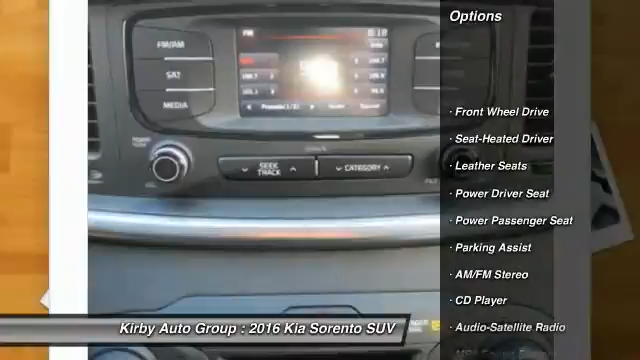 Options
FM/AM
SAT
MEDIA
FM
SEEK
TRACK
CATEGORY
· Front Wheel Drive
· Seat-Heated Driver
· Leather Seats
· Power Driver Seat
· Power Passenger Seat
· Parking Assist
· AM/FM Stereo
· CD Player
· Audio-Satellite Radio
Kirby Auto Group : 2016 Kia Sorento SUV